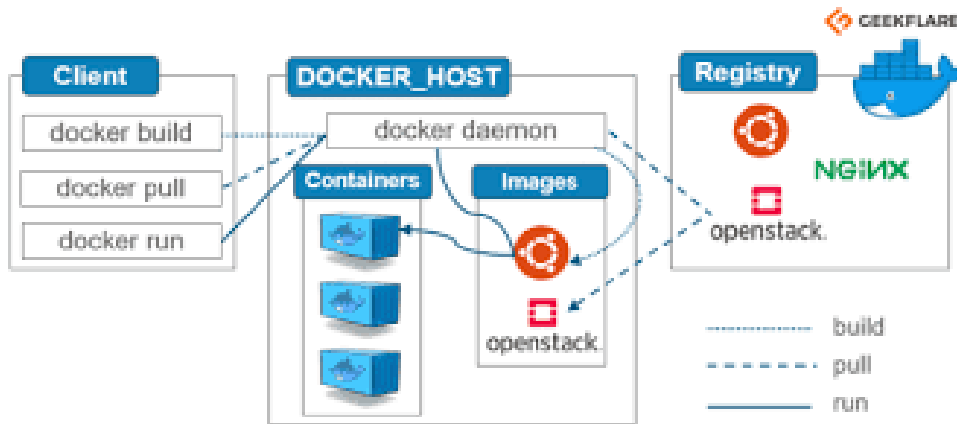 GEEKFLARE
Client
DOCKER_HOST
Registry
docker build
docker daemon
docker pull
Containers
Images
NGINX
docker run
openstack.
openstack.
build
pull
run